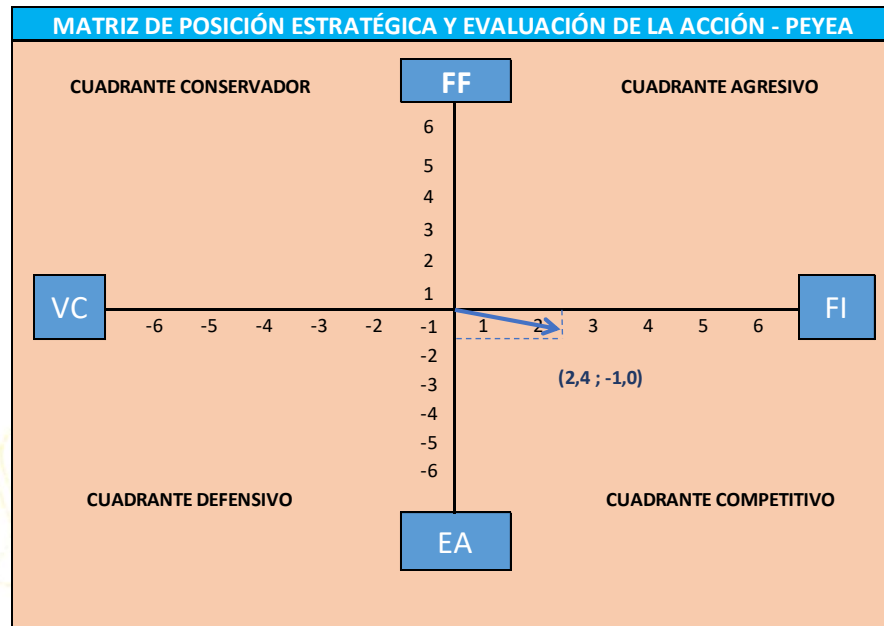 MATRIZ DE POSICIÓN ESTRATÉGICA Y EVALUACIÓN DE LA ACCIÓN - PEYEA
CUADRANTE CONSERVADOR
FF
CUADRANTE AGRESIVO
6
5
4
3
2
1
VC
FI
-6 -5 -4 -3 -2 -1 1 2 3 4 5 6
-2
-3
(2,4 ; -1,0)
-4
-5
-6
CUADRANTE DEFENSIVO
CUADRANTE COMPETITIVO
EA